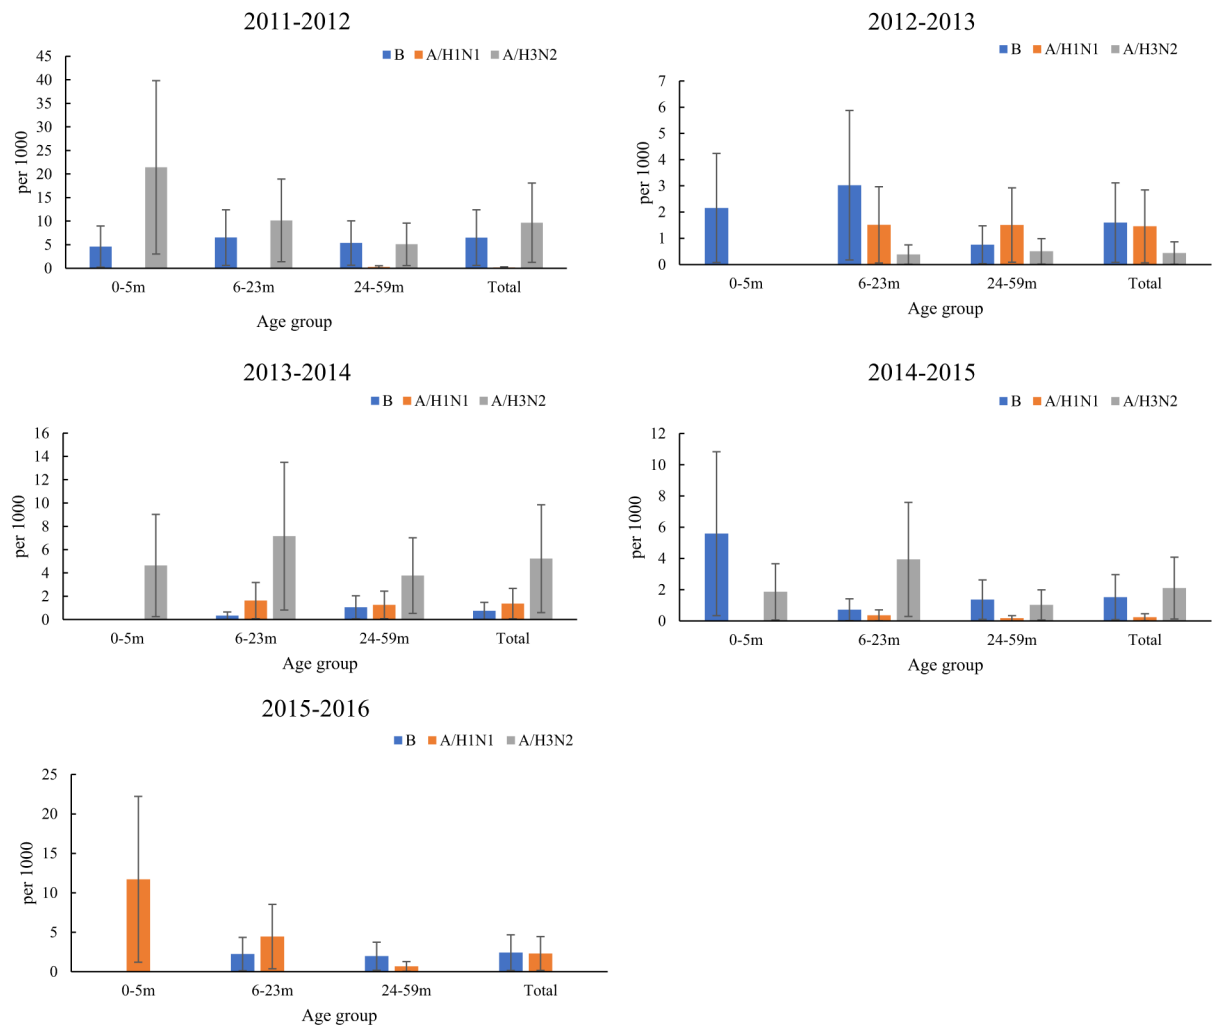 2011-2012
B A/H1N1 A/H3N2
45
40
35
30
25
20
15
10
5
0
per 1000
0-5m 6-23m 24-59m Total
Age group
2012-2013
B A/H1N1 A/H3N2
7
6
5
4
3
2
1
0
per 1000
0-5m 6-23m 24-59m Total
Age group
2013-2014
B A/H1N1 A/H3N2
16
14
12
10
8
6
4
2
0
per 1000
0-5m 6-23m 24-59m Total
Age group
2014-2015
B A/H1N1 A/H3N2
12
10
8
6
4
2
0
per 1000
0-5m 6-23m 24-59m Total
Age group
2015-2016
B A/H1N1 A/H3N2
25
20
15
10
5
0
per 1000
0-5m 6-23m 24-59m Total
Age group